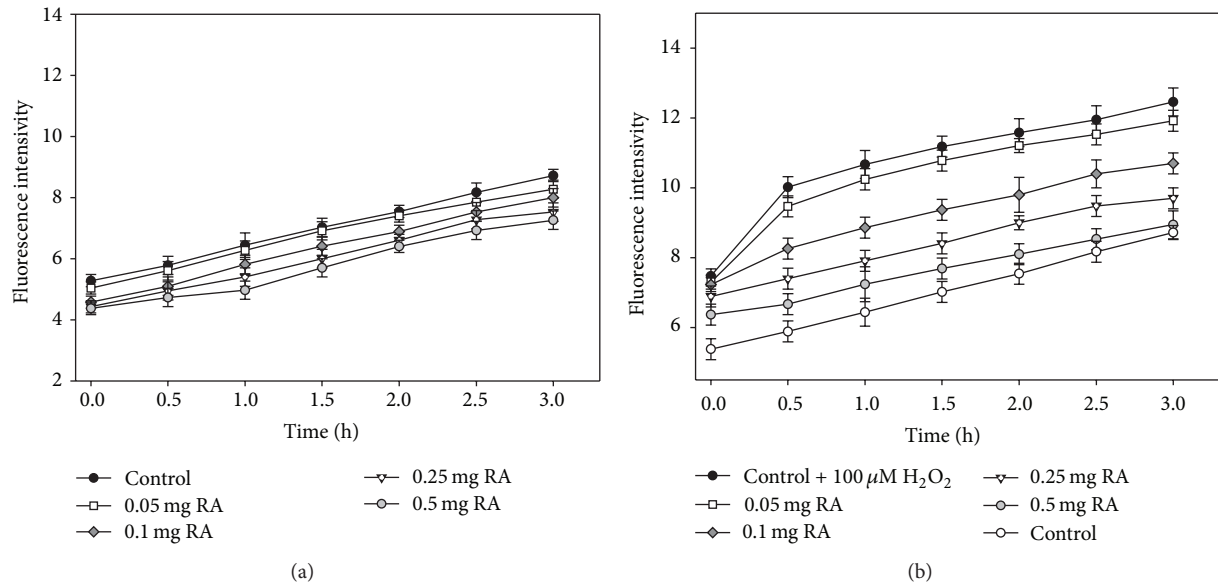 14
12
10
8
6
4
2
Fluorescence intensivity
0.0 0.5 1.0 1.5 2.0 2.5 3.0
Time (h)
Control
0.05 mg RA
0.1 mg RA
0.25 mg RA
0.5 mg RA
(a)
14
12
10
8
6
Fluorescence intensivity
0.0 0.5 1.0 1.5 2.0 2.5 3.0
Time (h)
Control + 100 μM H₂O₂
0.05 mg RA
0.1 mg RA
0.25 mg RA
0.5 mg RA
Control
(b)